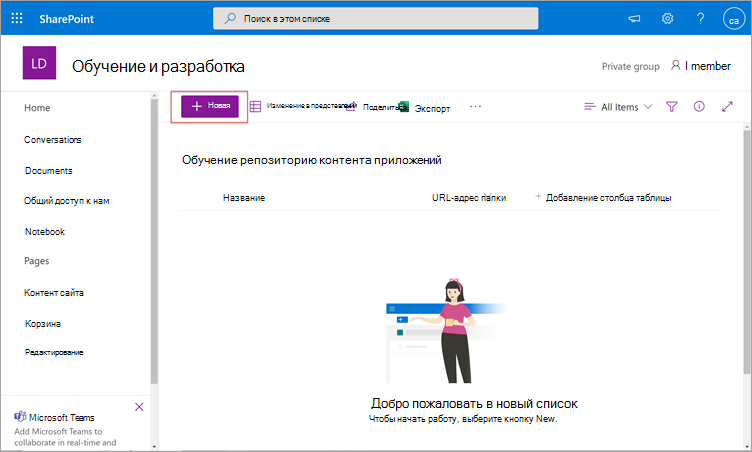 SharePoint
Поиск в этом списке
ca
LD
Обучение и разработка
Private group
1 member
Home
Conversations
Documents
Общий доступ к нам
Notebook
Pages
Контент сайта
Корзина
Редактирование
Microsoft Teams
Add Microsoft Teams to
collaborate in real-time and
+ Новая
Изменение в представлений
Поделиться
Экспорт
...
All Items
Обучение репозиторию контента приложений
Название
URL-адрес папки
+ Добавление столбца таблицы
Добро пожаловать в новый список
Чтобы начать работу, выберите кнопку New.